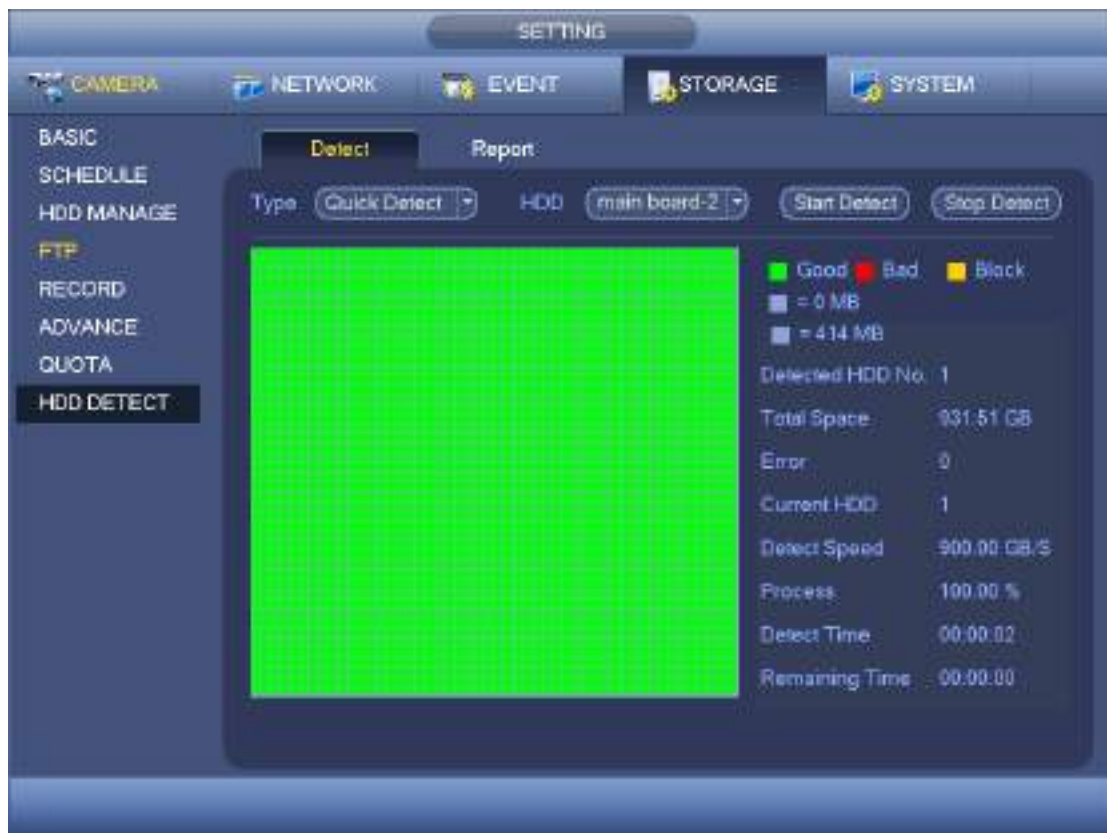 SETTING
CAMERA NETWORK EVENT STORAGE SYSTEM
BASIC
SCHEDULE
HDD MANAGE
FTP
RECORD
ADVANCE
QUOTA
HDD DETECT
Detect Report
Type Quick Detect HDD main board-2 Start Detect Stop Detect
Good Bad Block
= 0 MB
= 414 MB
Detected HDD No. 1
Total Space 931.51 GB
Error 0
Current HDD 1
Detect Speed 900.00 GB/S
Process 100.00 %
Detect Time 00:00:02
Remaining Time 00:00:00